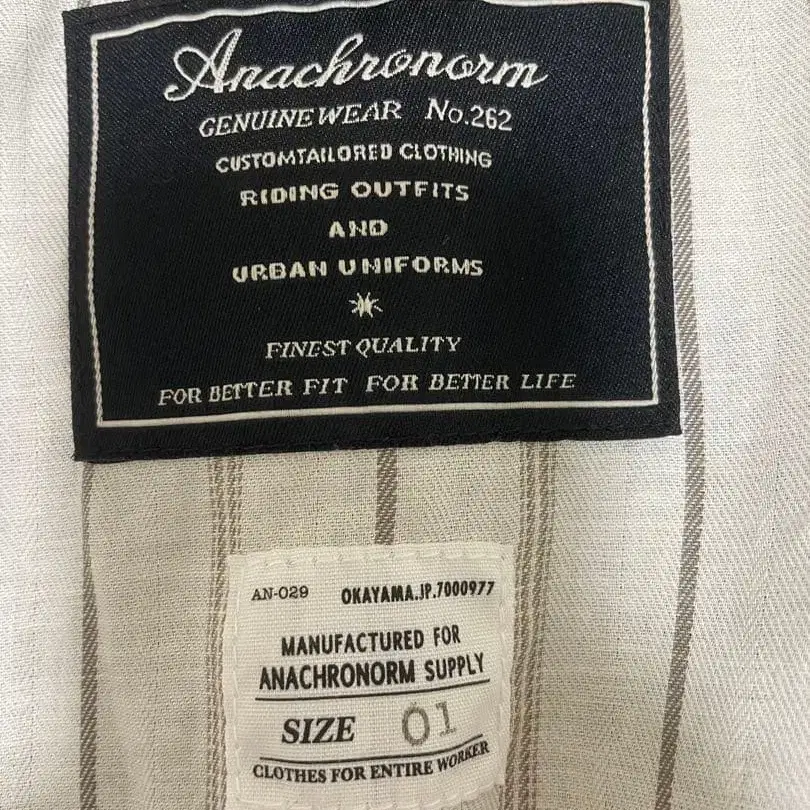 Anachronorm
GENUINE WEAR No.262
CUSTOMTAILORED CLOTHING
RIDING OUTFITS
AND
URBAN UNIFORMS
FINEST QUALITY
FOR BETTER FIT FOR BETTER LIFE
AN-029 OKAYAMA.JP.7000977
MANUFACTURED FOR
ANACHRONORM SUPPLY
SIZE 01
CLOTHES FOR ENTIRE WORKER